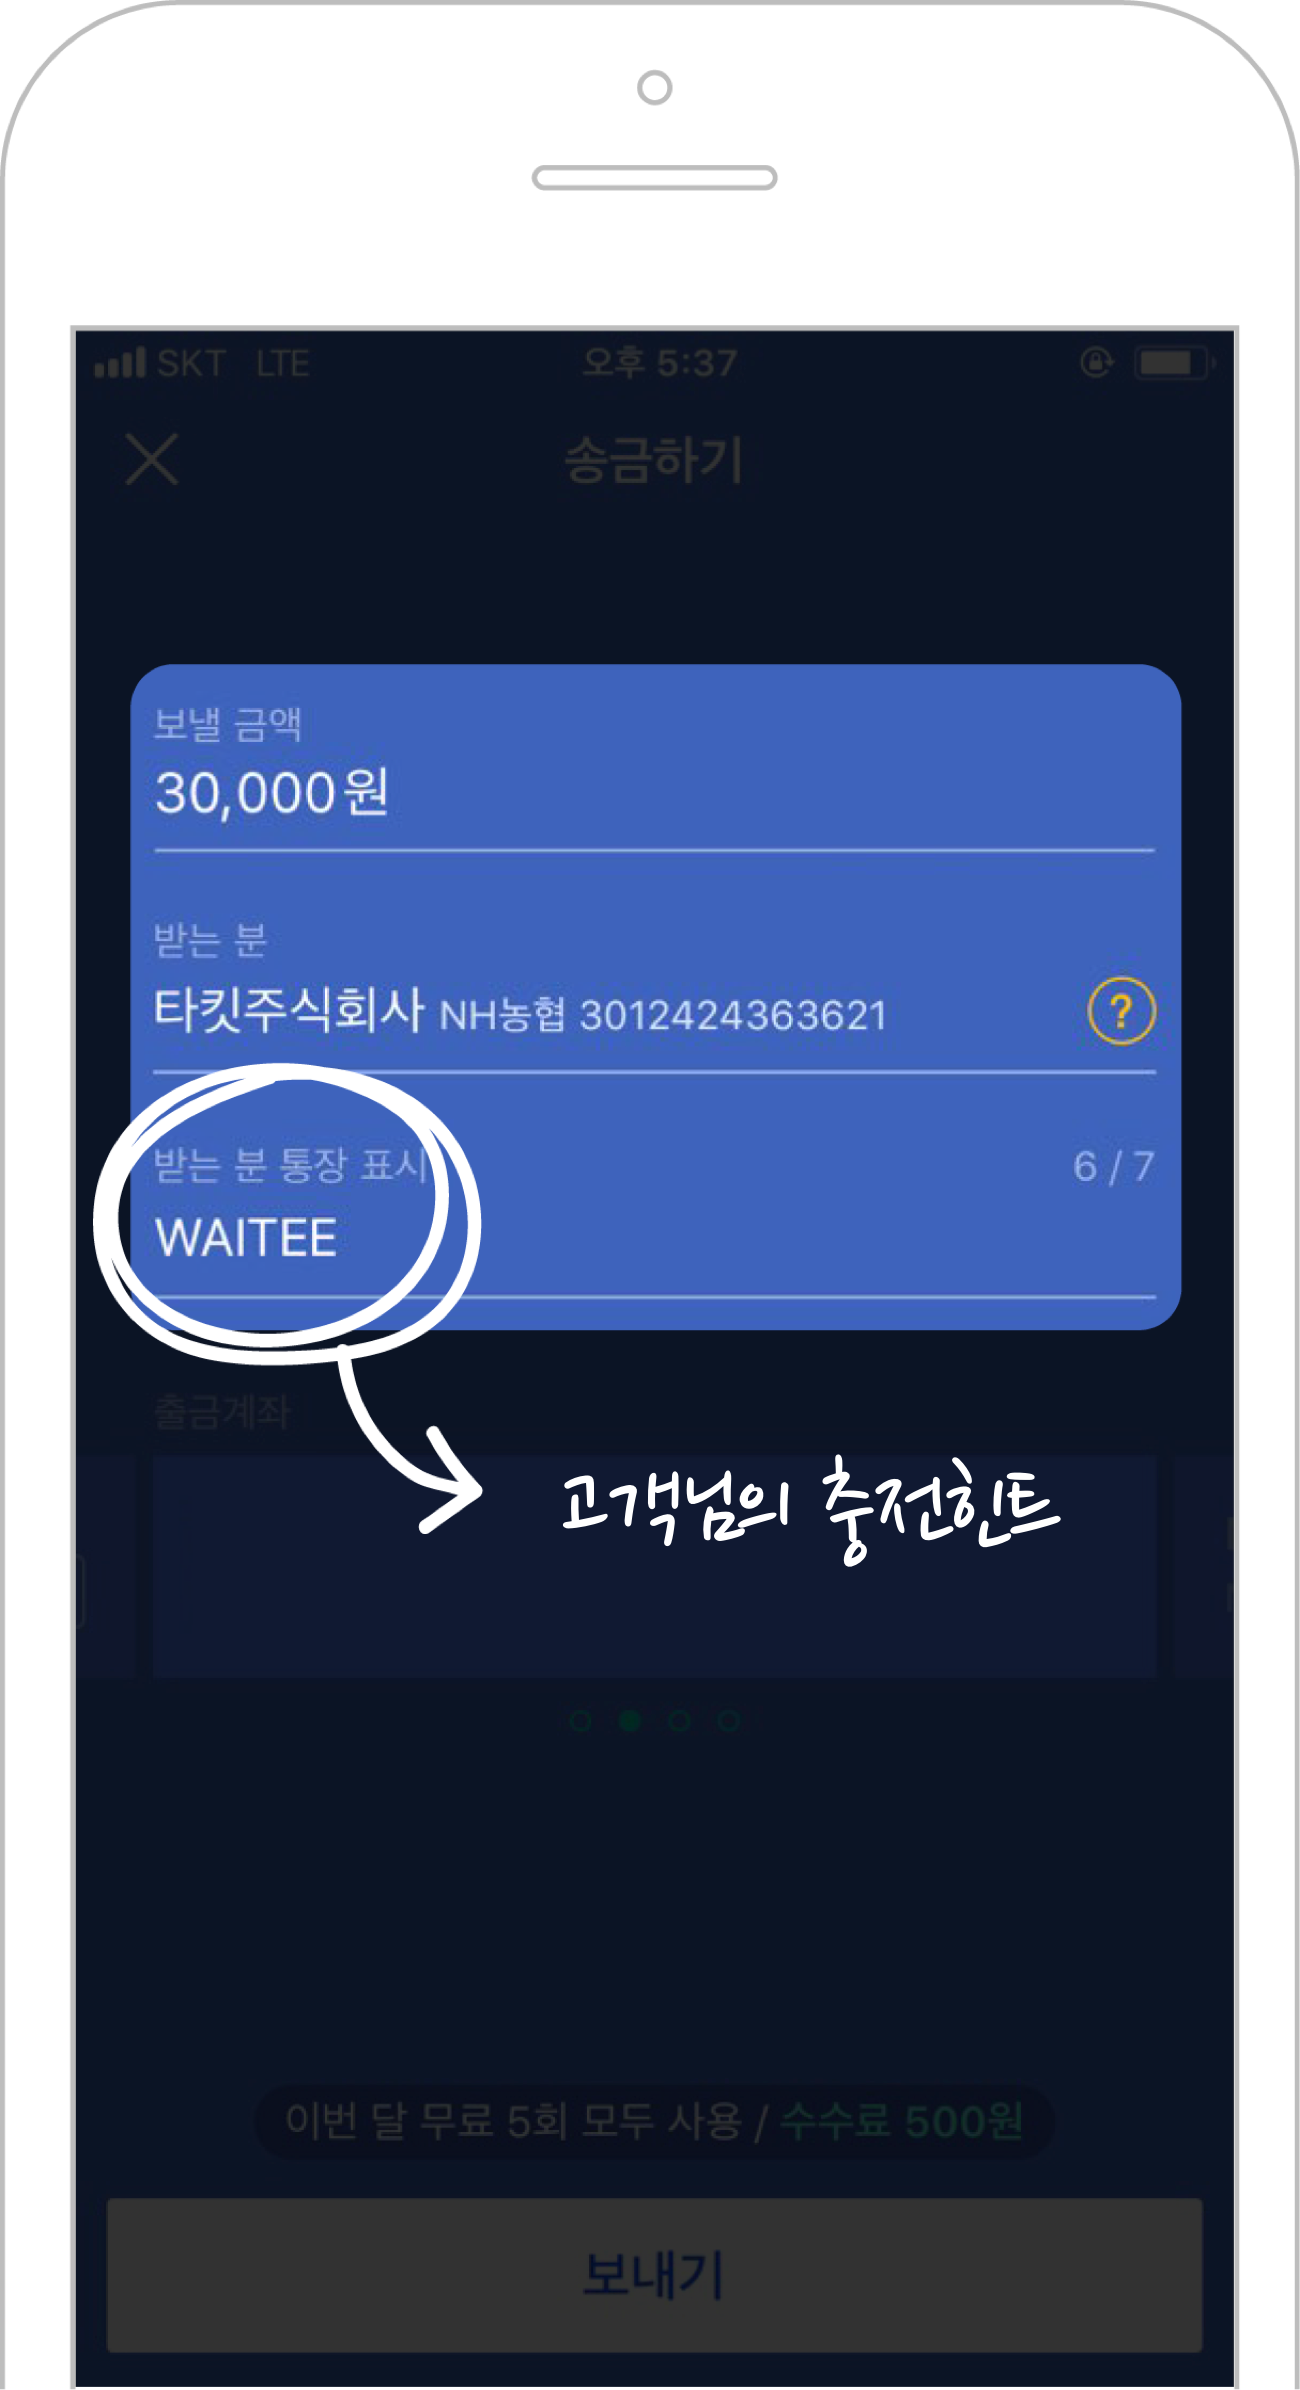 SKT LTE 오후 5:37
송금하기
보낼 금액
30,000원
받는 분
타킷주식회사 NH농협 3012424363621 ?
받는 분 통장 표시 6 / 7
WAITEE
출금계좌
고객님의 충전힌트
이번 달 무료 5회 모두 사용 / 수수료 500원
보내기